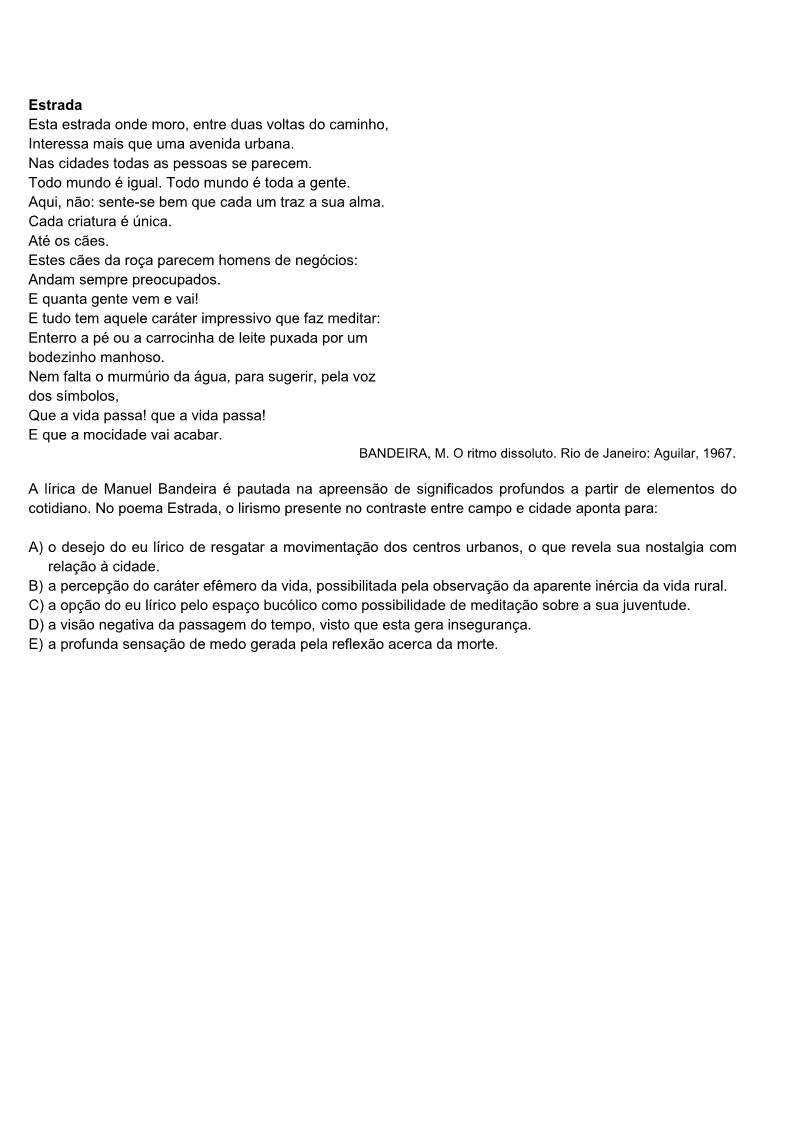 Estrada
Esta estrada onde moro, entre duas voltas do caminho,
Interessa mais que uma avenida urbana.
Nas cidades todas as pessoas se parecem.
Todo mundo é igual. Todo mundo é toda a gente.
Aqui, não: sente-se bem que cada um traz a sua alma.
Cada criatura é única.
Até os cães.
Estes cães da roça parecem homens de negócios:
Andam sempre preocupados.
E quanta gente vem e vai!
E tudo tem aquele caráter impressivo que faz meditar:
Enterro a pé ou a carrocinha de leite puxada por um
bodezinho manhoso.
Nem falta o murmúrio da água, para sugerir, pela voz
dos símbolos,
Que a vida passa! que a vida passa!
E que a mocidade vai acabar.
BANDEIRA, M. O ritmo dissoluto. Rio de Janeiro: Aguilar, 1967.
A lírica de Manuel Bandeira é pautada na apreensão de significados profundos a partir de elementos do
cotidiano. No poema Estrada, o lirismo presente no contraste entre campo e cidade aponta para:
A) o desejo do eu lírico de resgatar a movimentação dos centros urbanos, o que revela sua nostalgia com
relação à cidade.
B) a percepção do caráter efêmero da vida, possibilitada pela observação da aparente inércia da vida rural.
C) a opção do eu lírico pelo espaço bucólico como possibilidade de meditação sobre a sua juventude.
D) a visão negativa da passagem do tempo, visto que esta gera insegurança.
E) a profunda sensação de medo gerada pela reflexão acerca da morte.